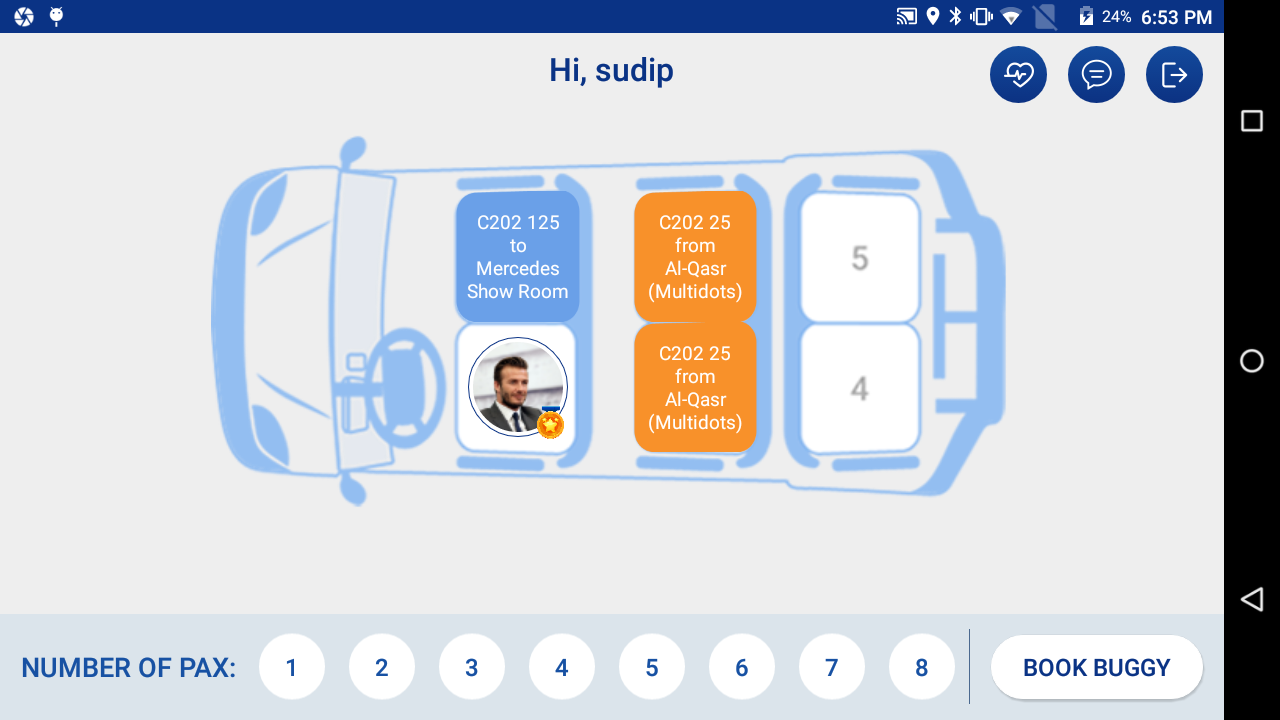 24% 6:53 PM
Hi, sudip
C202 125
to
Mercedes
Show Room
C202 25
from
Al-Qasr
(Multidots)
5
C202 25
from
Al-Qasr
(Multidots)
4
NUMBER OF PAX: 1 2 3 4 5 6 7 8 BOOK BUGGY